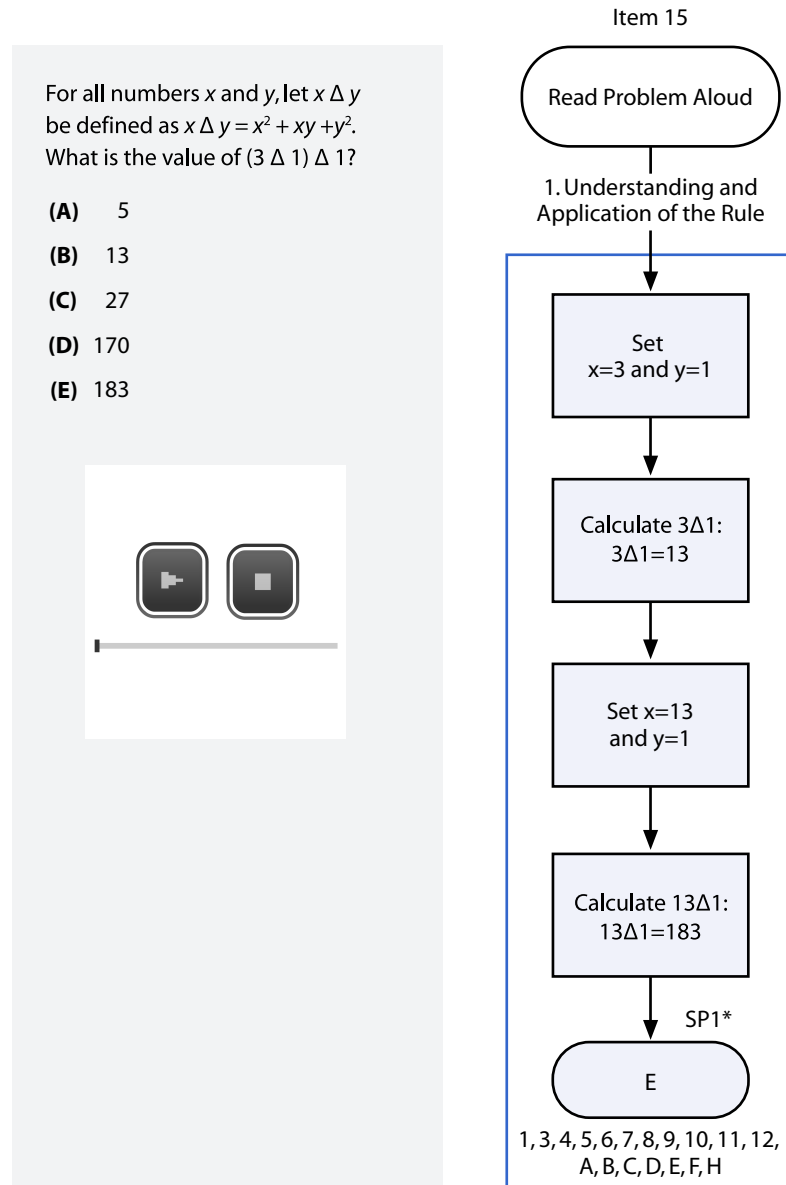 Item 15
For all numbers x and y, let x Δ y
be defined as x Δ y = x² + xy +y².
What is the value of (3 Δ 1) Δ 1?
(A) 5
(B) 13
(C) 27
(D) 170
(E) 183
Read Problem Aloud
1. Understanding and
Application of the Rule
Set
x=3 and y=1
Calculate 3Δ1:
3Δ1=13
Set x=13
and y=1
Calculate 13Δ1:
13Δ1=183
SP1*
E
1, 3, 4, 5, 6, 7, 8, 9, 10, 11, 12,
A, B, C, D, E, F, H